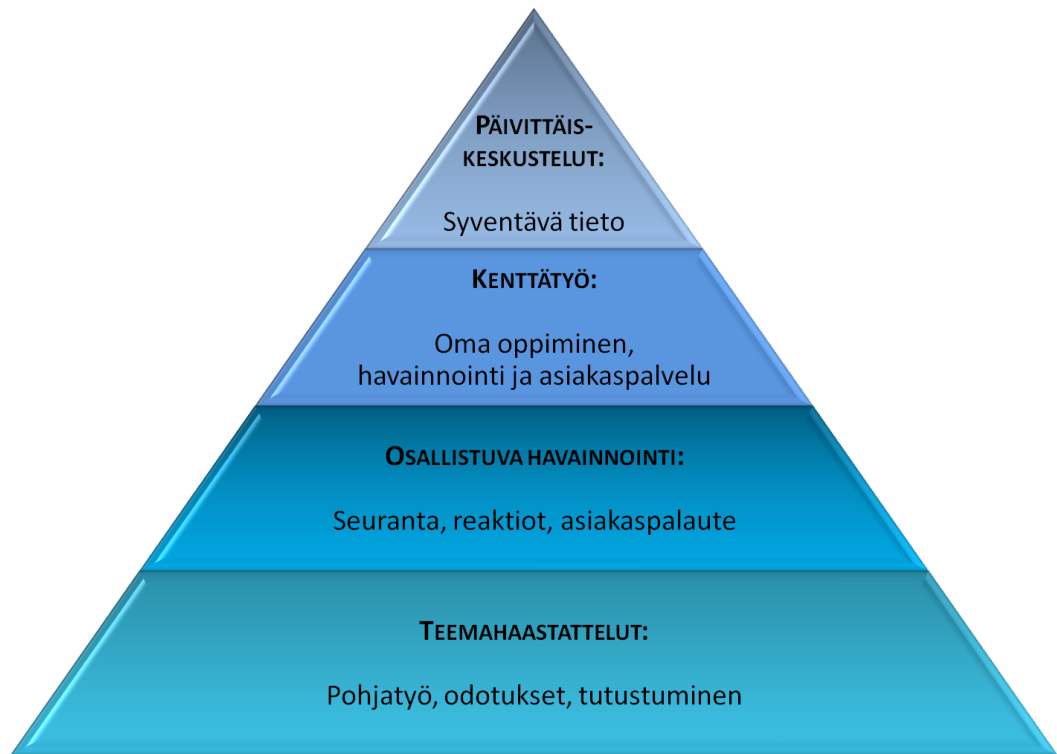 PÄIVITTÄIS-
KESKUSTELUT:
Syventävä tieto
KENTTÄTYÖ:
Oma oppiminen,
havainnointi ja asiakaspalvelu
OSALLISTUVA HAVAINNOINTI:
Seuranta, reaktiot, asiakaspalaute
TEEMAHAASTATTELUT:
Pohjatyö, odotukset, tutustuminen